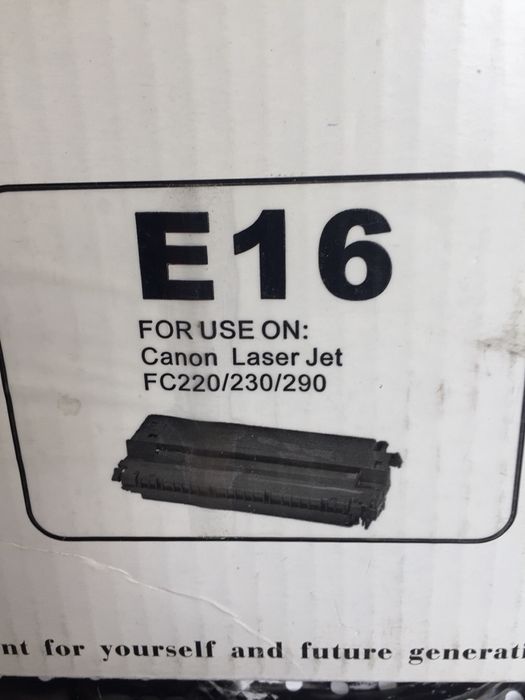 E16
FOR USE ON:
Canon Laser Jet
FC220/230/290
for yourself and future